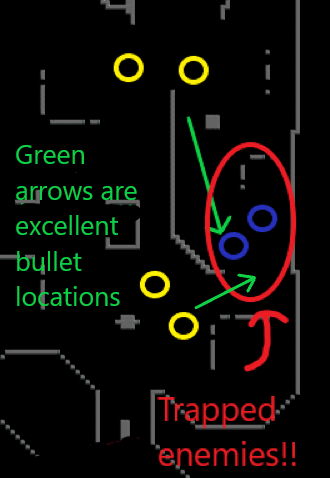 Green
arrows are
excellent
bullet
locations
Trapped
enemies!!